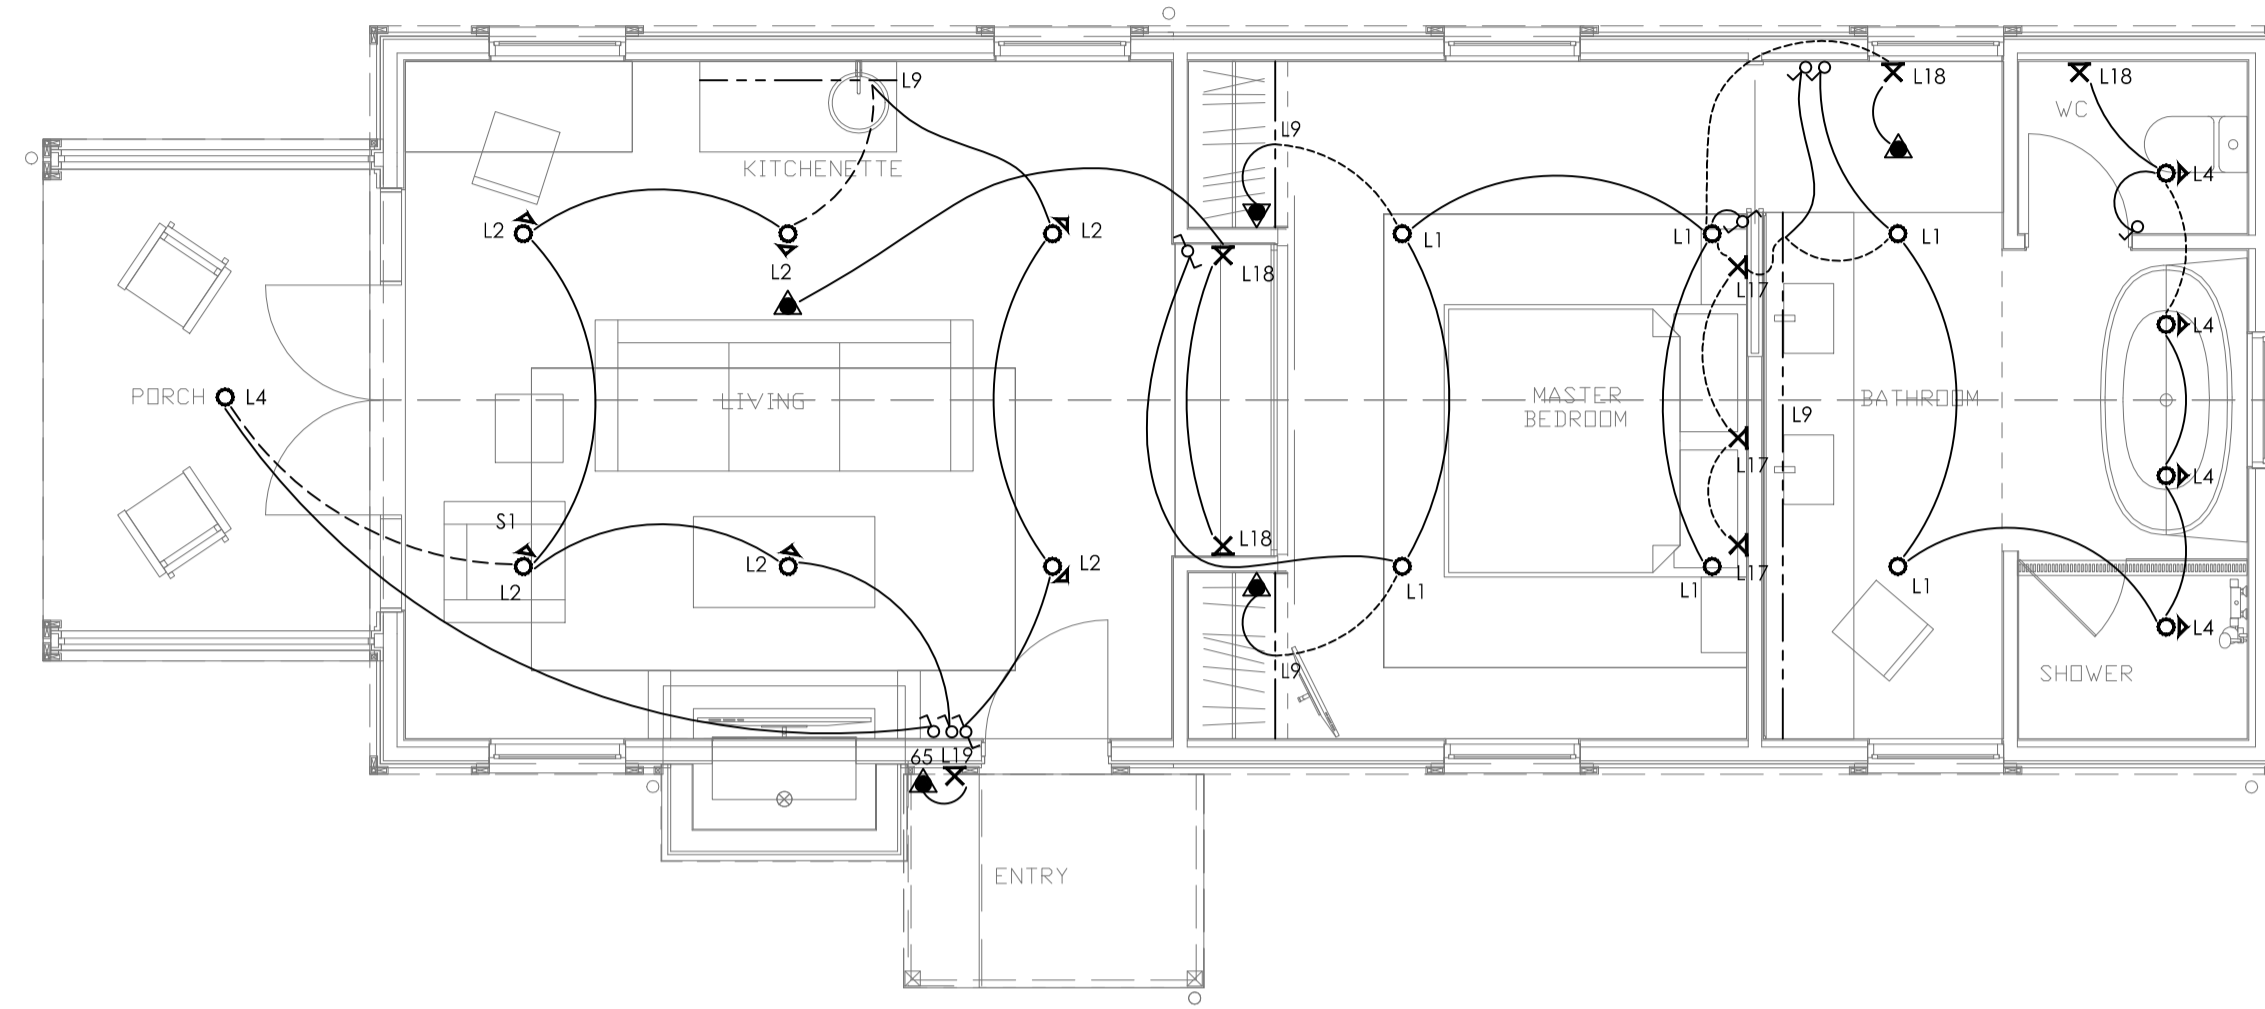 L9
L18
L18
WC
L9
KITCHENETTE
L4
L2
L2
L1
L1
L1
L2
L18
L17
L4
PORCH
L4
LIVING
MASTER
BEDROOM
BATHROOM
L9
L17
L4
S1
L18
L2
L2
L2
L17
L1
L1
L1
L4
L9
SHOWER
65
L19
ENTRY